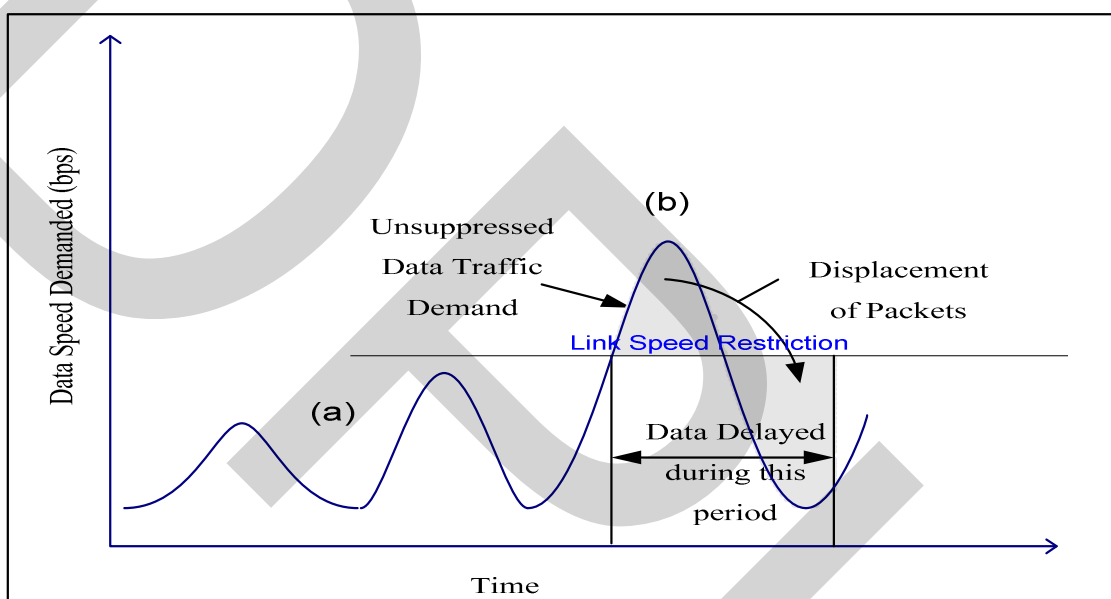 Data Speed Demanded (bps)
(b)
Unsuppressed
Data Traffic
Demand
Displacement
of Packets
Link Speed Restriction
(a)
Data Delayed
during this
period
Time